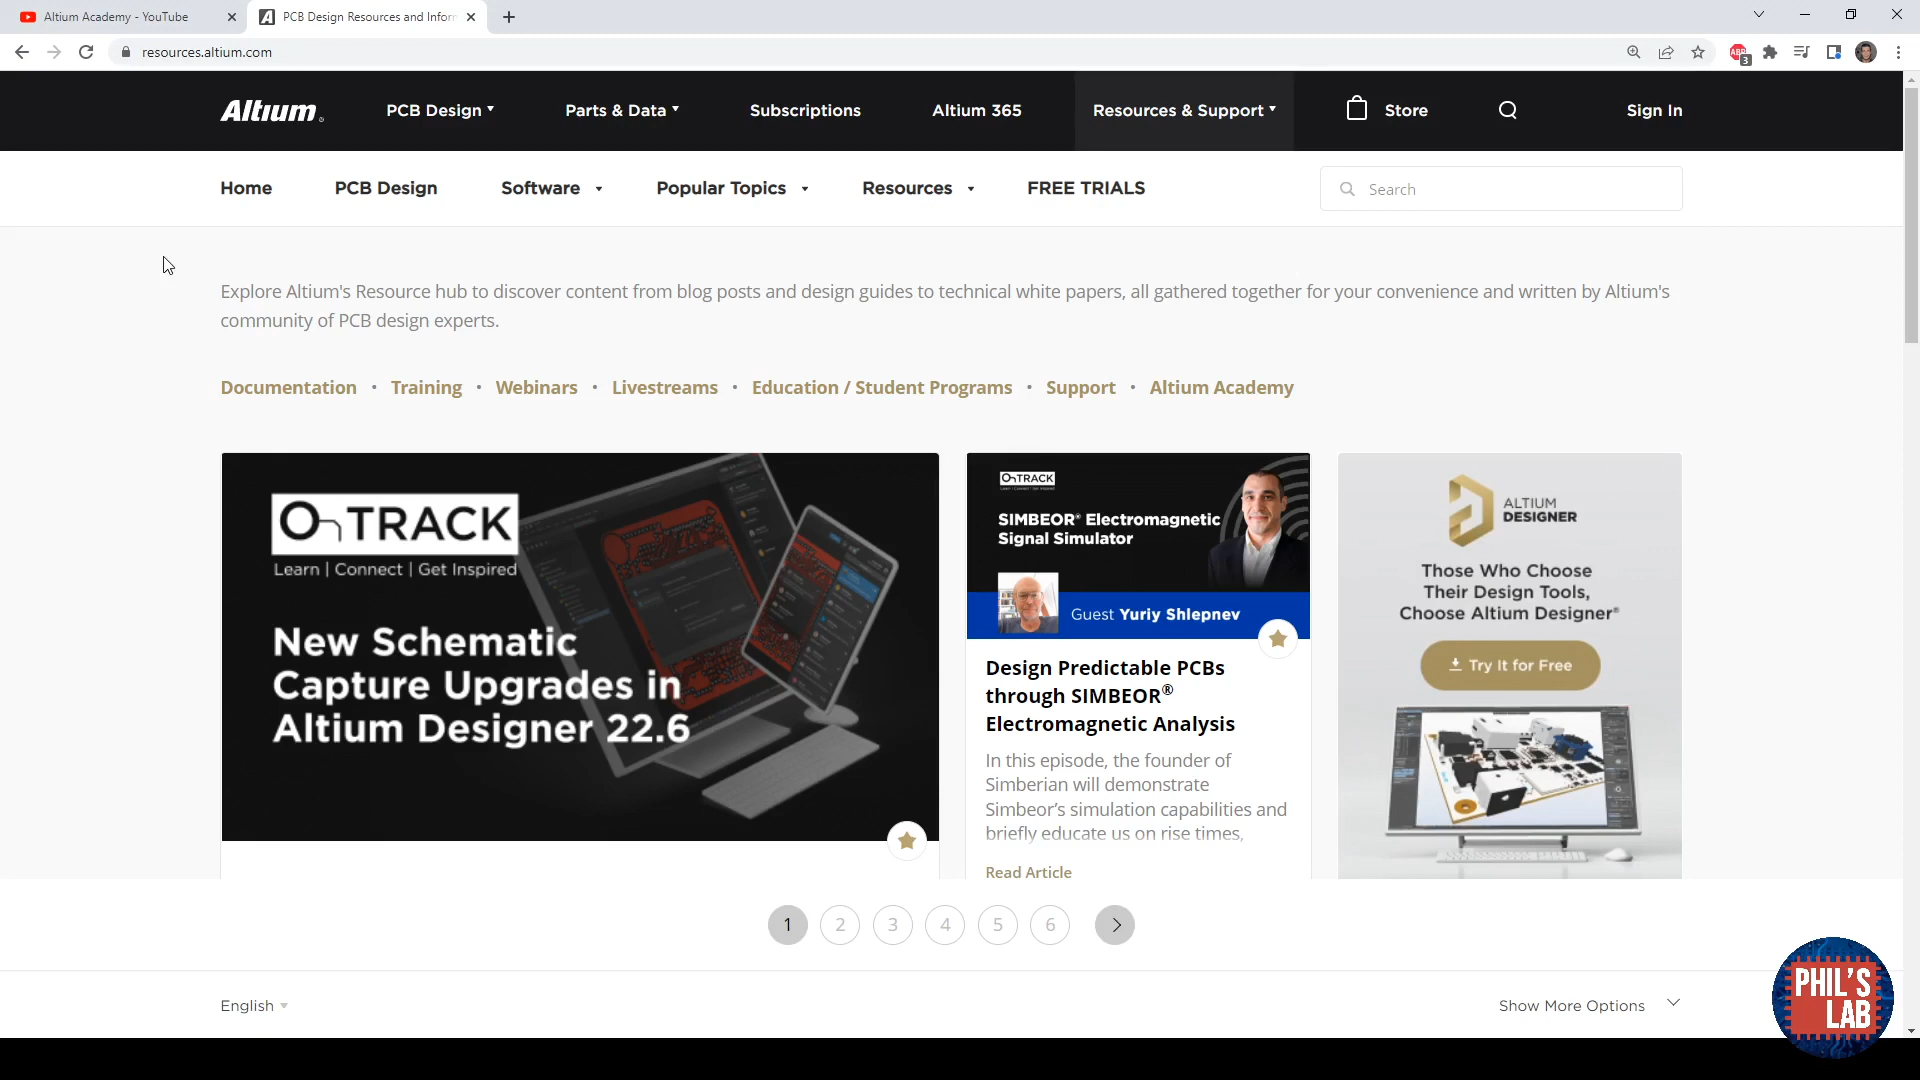 Altium Academy - YouTube
PCB Design Resources and Inforr
resources.altium.com
ABP
3
Altium
PCB Design
Parts & Data
Subscriptions
Altium 365
Resources & Support
Store
Sign In
Home
PCB Design
Software
Popular Topics
Resources
FREE TRIALS
Search
Explore Altium's Resource hub to discover content from blog posts and design guides to technical white papers, all gathered together for your convenience and written by Altium's
community of PCB design experts.
Documentation • Training • Webinars • Livestreams • Education / Student Programs • Support • Altium Academy
OnTRACK
Learn | Connect | Get Inspired
New Schematic
Capture Upgrades in
Altium Designer 22.6
OnTRACK
Learn | Connect | Get Inspired
SIMBEOR® Electromagnetic
Signal Simulator
Guest Yuriy Shlepnev
Design Predictable PCBs
through SIMBEOR®
Electromagnetic Analysis
In this episode, the founder of
Simberian will demonstrate
Simbeor’s simulation capabilities and
briefly educate us on rise times,
Read Article
ALTIUM
DESIGNER
Those Who Choose
Their Design Tools,
Choose Altium Designer®
Try It for Free
1 2 3 4 5 6
English
Show More Options
PHIL'S
LAB